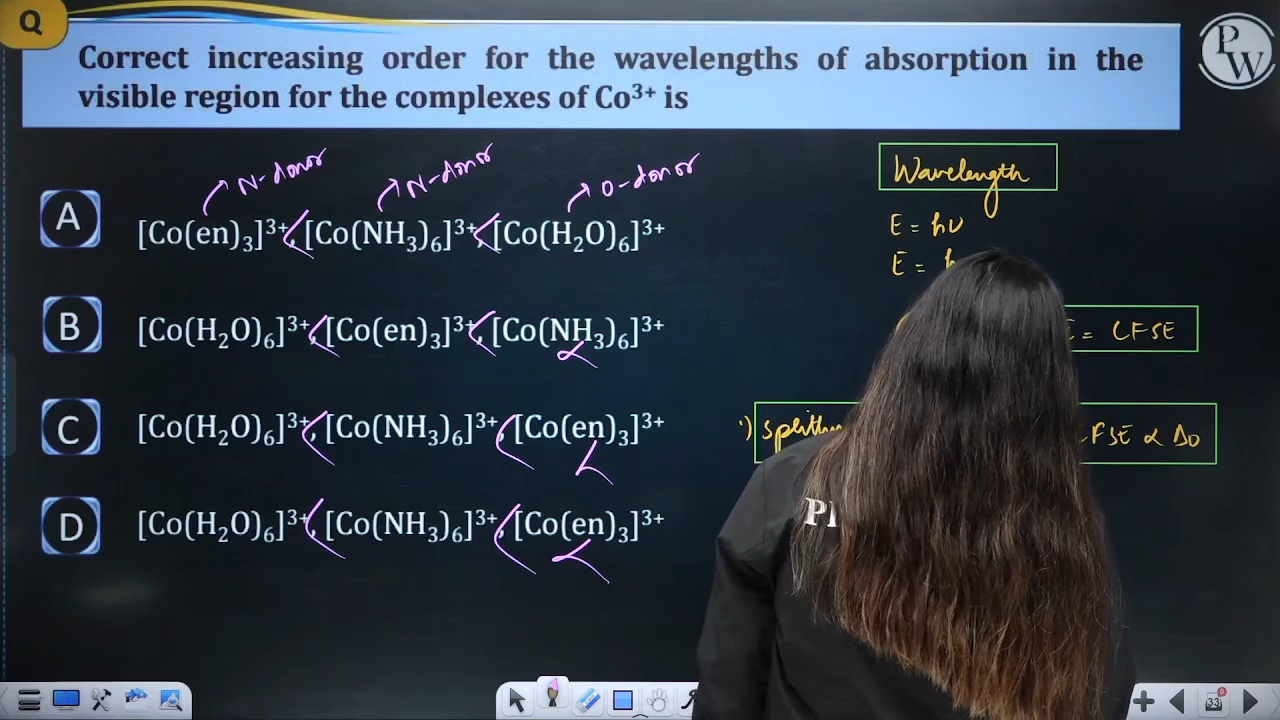 Q
Correct increasing order for the wavelengths of absorption in the
visible region for the complexes of Co³⁺ is
PW
N-donor N-donor O-donor
A [Co(en)₃]³⁺, [Co(NH₃)₆]³⁺, [Co(H₂O)₆]³⁺
B [Co(H₂O)₆]³⁺, [Co(en)₃]³⁺, [Co(NH₃)₆]³⁺
C [Co(H₂O)₆]³⁺, [Co(NH₃)₆]³⁺, [Co(en)₃]³⁺
D [Co(H₂O)₆]³⁺, [Co(NH₃)₆]³⁺, [Co(en)₃]³⁺
Wavelength
E = hν
E = h
= CFSE
FSE α Δo
33